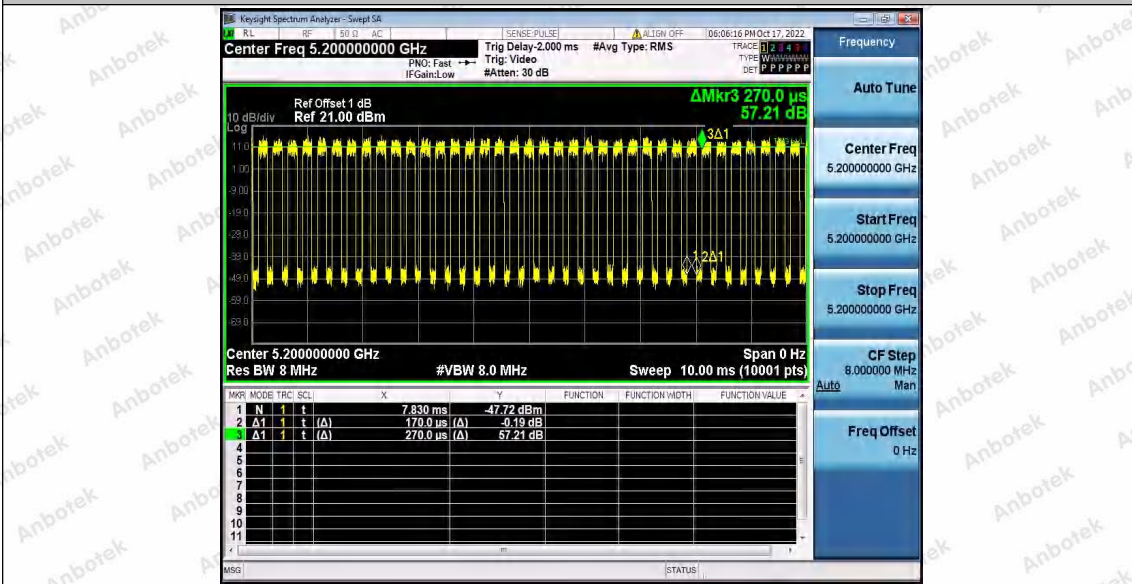 Keysight Spectrum Analyzer - Swept SA
RL RF 50 Ω AC SENSE:PULSE ALIGN OFF 06:06:16 PM Oct 17, 2022
Center Freq 5.200000000 GHz Trig Delay-2.000 ms #Avg Type: RMS TRACE 1 2 3 4 5 6
PNO: Fast Trig: Video TYPE WWWWWW
IFGain:Low #Atten: 30 dB DET P P P P P P
Frequency
Auto Tune
Center Freq
5.200000000 GHz
Start Freq
5.200000000 GHz
Stop Freq
5.200000000 GHz
CF Step
8.000000 MHz
Auto Man
Freq Offset
0 Hz
ΔMkr3 270.0 µs
57.21 dB
Ref Offset 1 dB
10 dB/div Ref 21.00 dBm
Log
11.0
1.00
-9.00
-19.0
-29.0
-39.0
-49.0
-59.0
-69.0
3Δ1
1 2Δ1
Center 5.200000000 GHz Span 0 Hz
Res BW 8 MHz #VBW 8.0 MHz Sweep 10.00 ms (10001 pts)
MKR MODE TRC SCL X Y FUNCTION FUNCTION WIDTH FUNCTION VALUE
1 N 1 t 7.830 ms -47.72 dBm
2 Δ1 1 t (Δ) 170.0 µs (Δ) -0.19 dB
3 Δ1 1 t (Δ) 270.0 µs (Δ) 57.21 dB
4
5
6
7
8
9
10
11
MSG STATUS
Anbotek